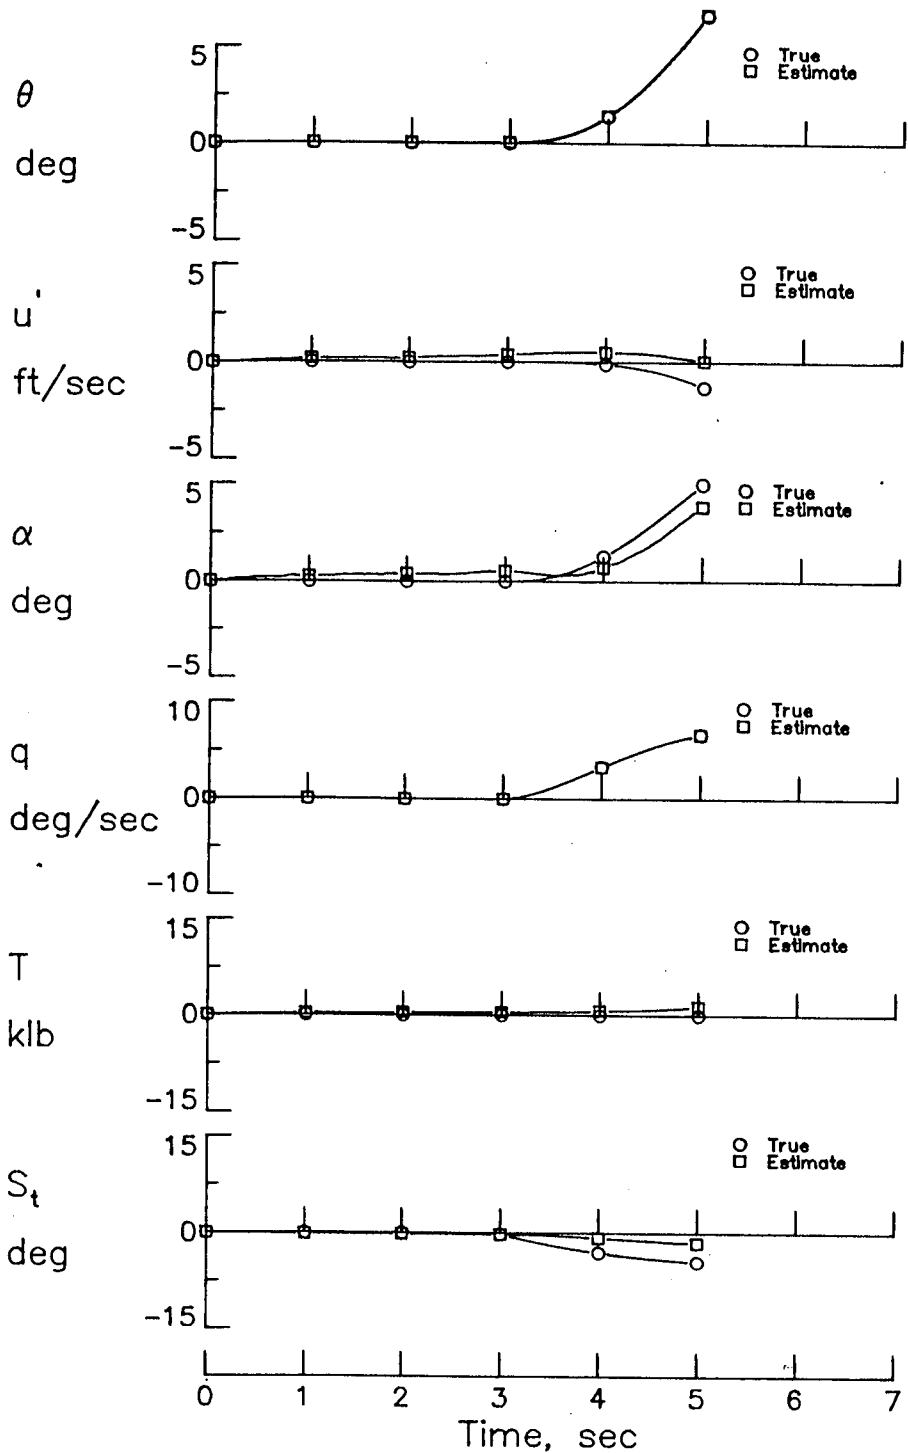 5
θ
deg
0
-5
True
Estimate
5
u'
ft/sec
0
-5
True
Estimate
5
α
deg
0
-5
True
Estimate
10
q
deg/sec
0
-10
True
Estimate
15
T
klb
0
-15
True
Estimate
15
St
deg
0
-15
True
Estimate
0 1 2 3 4 5 6 7
Time, sec